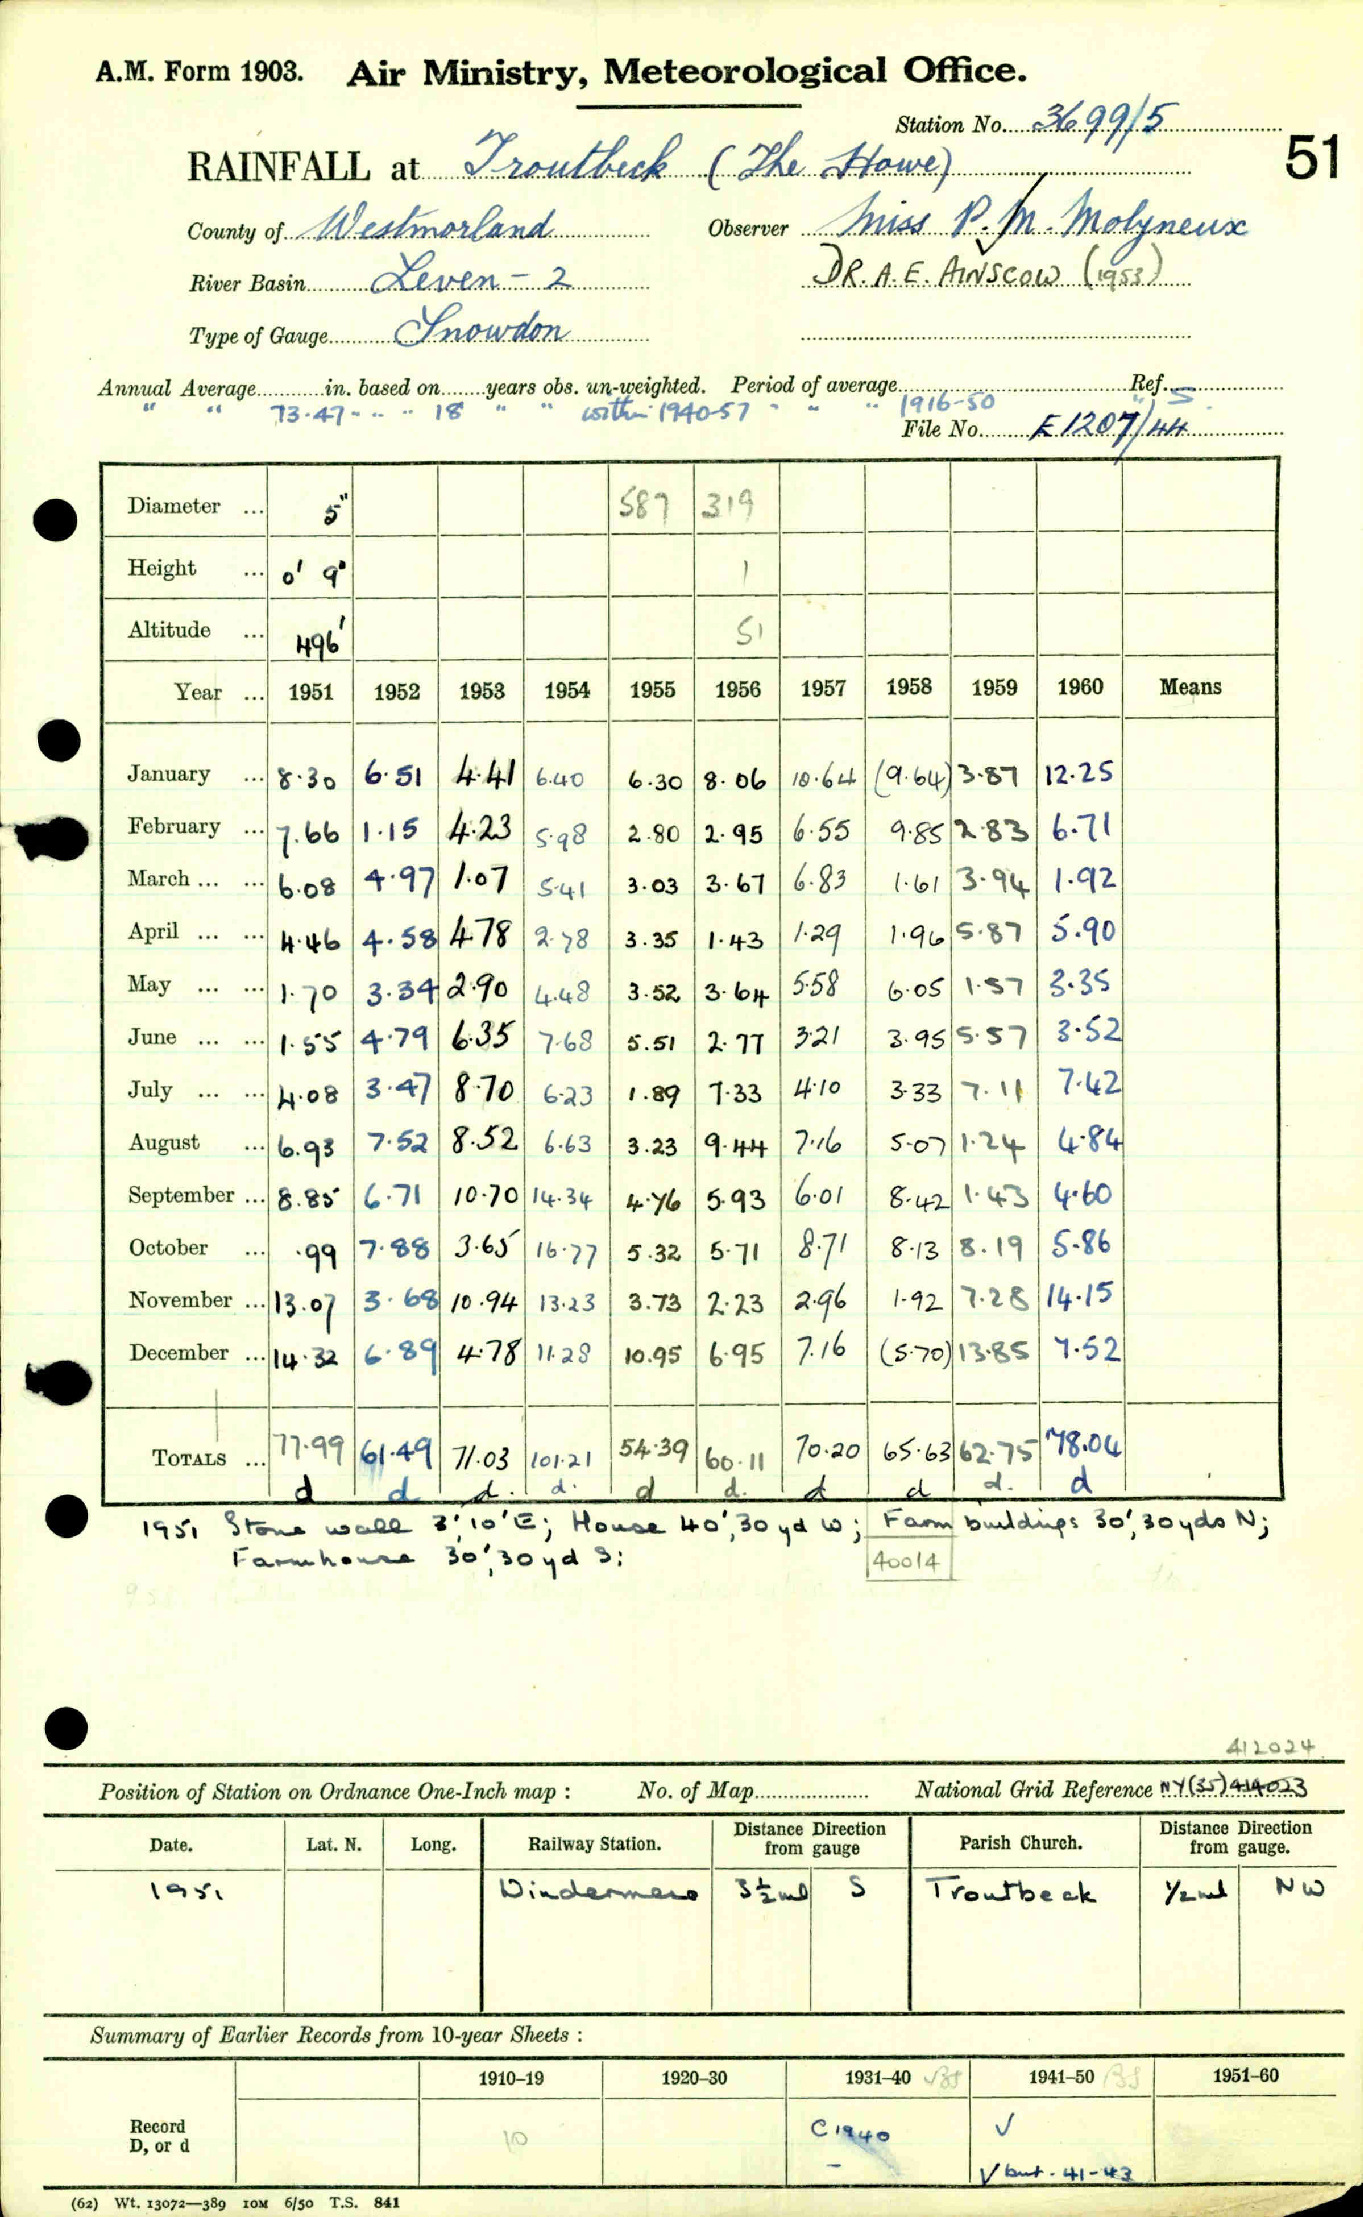 A.M. Form 1903. Air Ministry, Meteorological Office.
Station No. 3699/5
51
RAINFALL at Troutbeck (The Howe)
County of Westmorland Observer Miss P. M. Molyneux
River Basin Leven - 2 DR. A. E. AINSCOW (1953)
Type of Gauge Snowdon
Annual Average in. based on years obs. un-weighted. Period of average Ref.
" " 73.47 " " " 18 " " within 1940-57 " " " 1916-50 " S.
File No. E1207/44
Diameter ... 5" 587 319
Height ... 0' 9" 1
Altitude ... 496' 51
Year ... 1951 1952 1953 1954 1955 1956 1957 1958 1959 1960 Means
January ... 8.30 6.51 4.41 6.40 6.30 8.06 10.64 (9.64) 3.87 12.25
February ... 7.66 1.15 4.23 5.98 2.80 2.95 6.55 9.85 2.83 6.71
March ... ... 6.08 4.97 1.07 5.41 3.03 3.67 6.83 1.61 3.94 1.92
April ... ... 4.46 4.58 4.78 2.78 3.35 1.43 1.29 1.96 5.87 5.90
May ... ... 1.70 3.34 2.90 4.48 3.52 3.64 5.58 6.05 1.57 3.35
June ... ... 1.55 4.79 6.35 7.68 5.51 2.77 3.21 3.95 5.57 3.52
July ... ... 4.08 3.47 8.70 6.23 1.89 7.33 4.10 3.33 7.11 7.42
August ... 6.93 7.52 8.52 6.63 3.23 9.44 7.16 5.07 1.24 4.84
September ... 8.85 6.71 10.70 14.34 4.76 5.93 6.01 8.42 1.43 4.60
October ... .99 7.88 3.65 16.77 5.32 5.71 8.71 8.13 8.19 5.86
November ... 13.07 3.68 10.94 13.23 3.73 2.23 2.96 1.92 7.28 14.15
December ... 14.32 6.89 4.78 11.28 10.95 6.95 7.16 (5.70) 13.85 7.52
TOTALS ... 77.99 61.49 71.03 101.21 54.39 60.11 70.20 65.63 62.75 78.04
d d d. d. d d. d d d. d
1951 Stone wall 3', 10' E; House 40', 30 yd W; Farm buildings 30', 30 yds N;
Farmhouse 30', 30 yd S;
40014
412024
Position of Station on Ordnance One-Inch map : No. of Map National Grid Reference NY(35)414023
Date. Lat. N. Long. Railway Station. Distance from Direction gauge Parish Church. Distance from Direction gauge.
1951 Windermere 3½ ml S Troutbeck ½ ml NW
Summary of Earlier Records from 10-year Sheets :
1910–19 1920–30 1931–40 1941–50 1951–60
Record D, or d 10 C 1940 - √
√ but - 41-43
(62) Wt. 13072—389 10M 6/50 T.S. 841